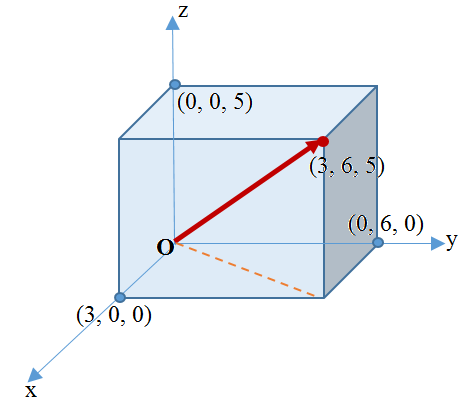 z
(0, 0, 5)
(3, 6, 5)
(0, 6, 0)
O
y
(3, 0, 0)
x